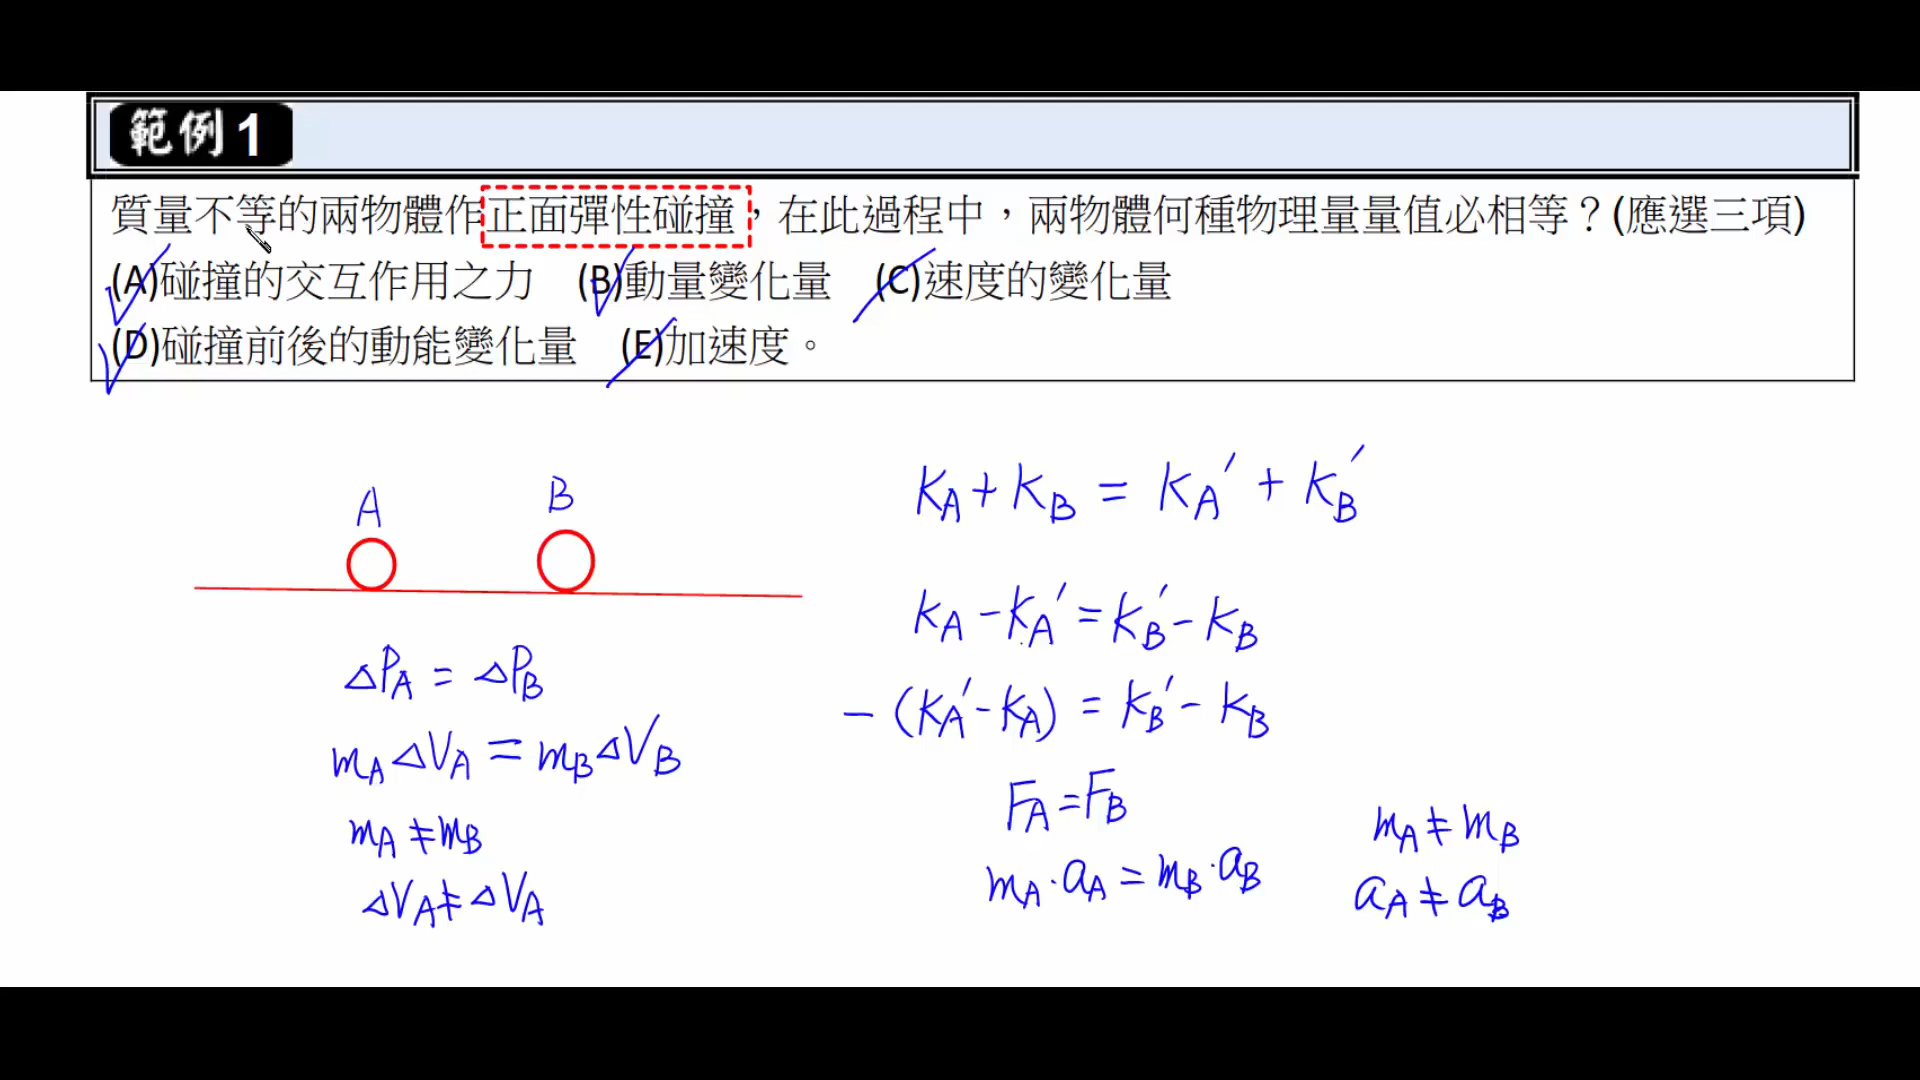 範例1
質量不等的兩物體作正面彈性碰撞，在此過程中，兩物體何種物理量量值必相等？(應選三項)
(A)碰撞的交互作用之力 (B)動量變化量 (C)速度的變化量
(D)碰撞前後的動能變化量 (E)加速度。
A B
ΔPA = ΔPB
mAΔVA = mBΔVB
mA ≠ mB
ΔVA ≠ ΔVA
KA + KB = KA' + KB'
KA - KA' = KB' - KB
- (KA' - KA) = KB' - KB
FA = FB
mA·aA = mB·aB
mA ≠ mB
aA ≠ aB